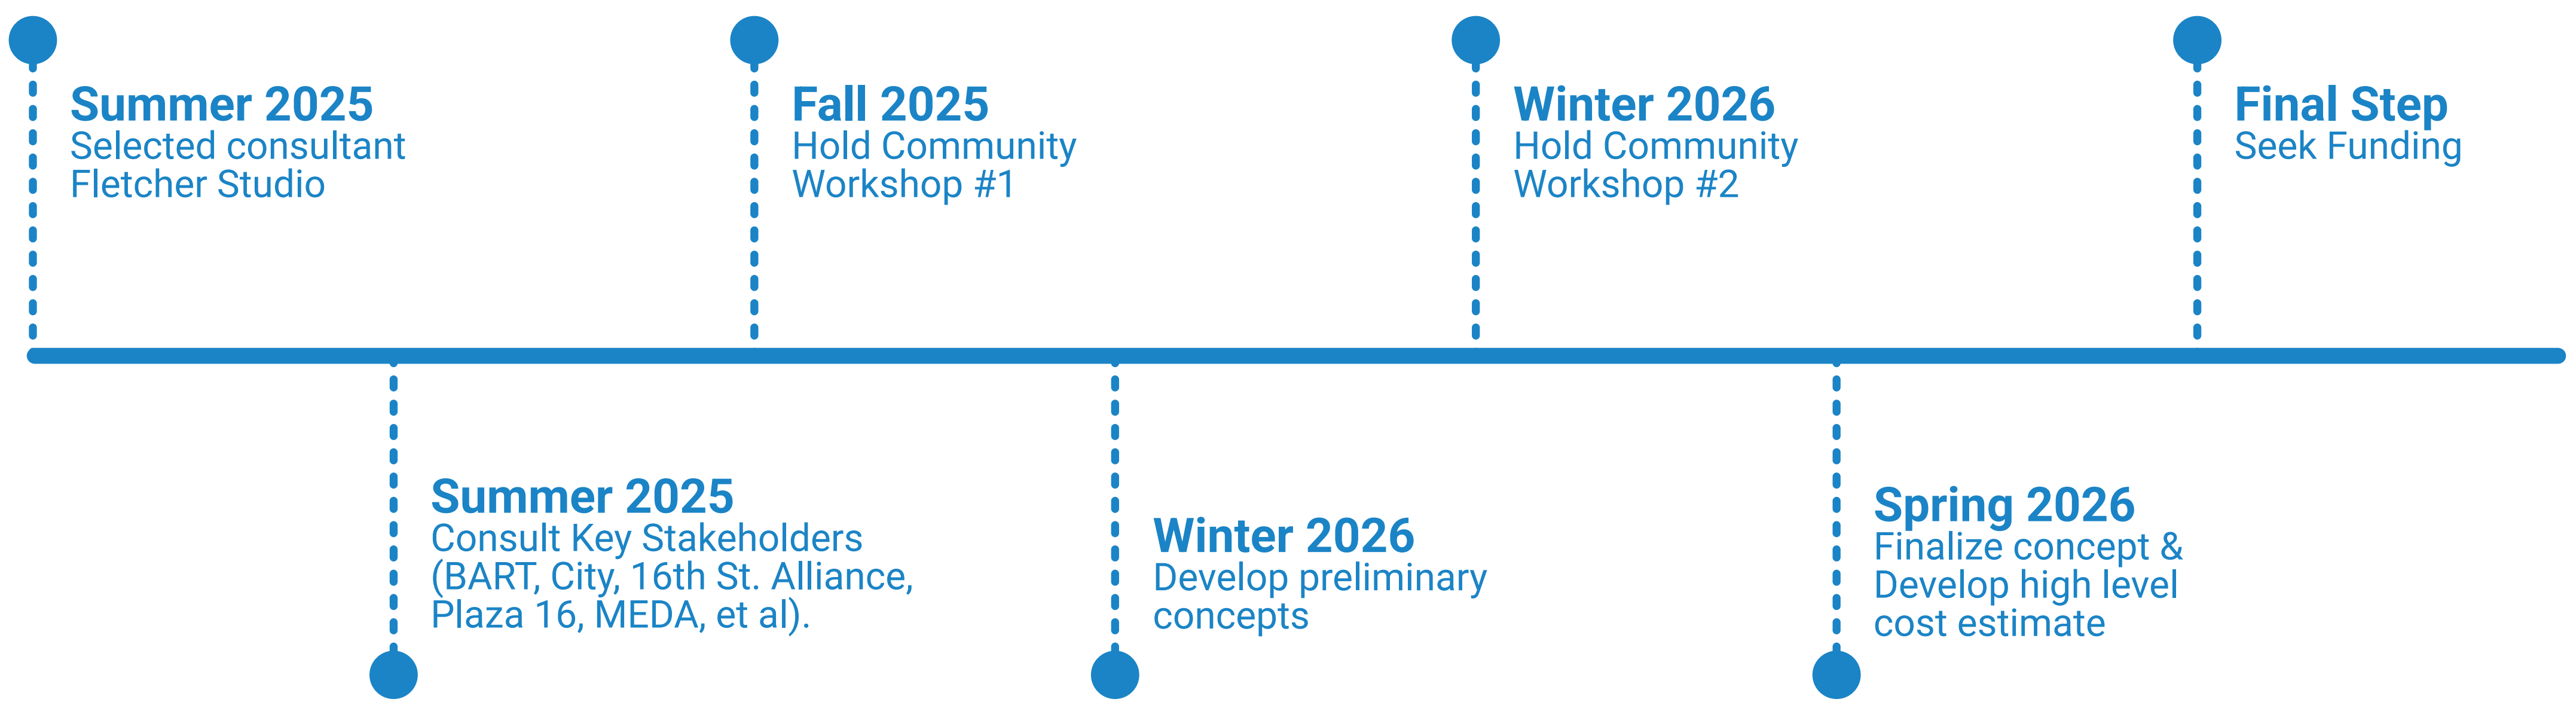 Summer 2025
Selected consultant
Fletcher Studio
Summer 2025
Consult Key Stakeholders
(BART, City, 16th St. Alliance,
Plaza 16, MEDA, et al).
Fall 2025
Hold Community
Workshop #1
Winter 2026
Develop preliminary
concepts
Winter 2026
Hold Community
Workshop #2
Spring 2026
Finalize concept &
Develop high level
cost estimate
Final Step
Seek Funding